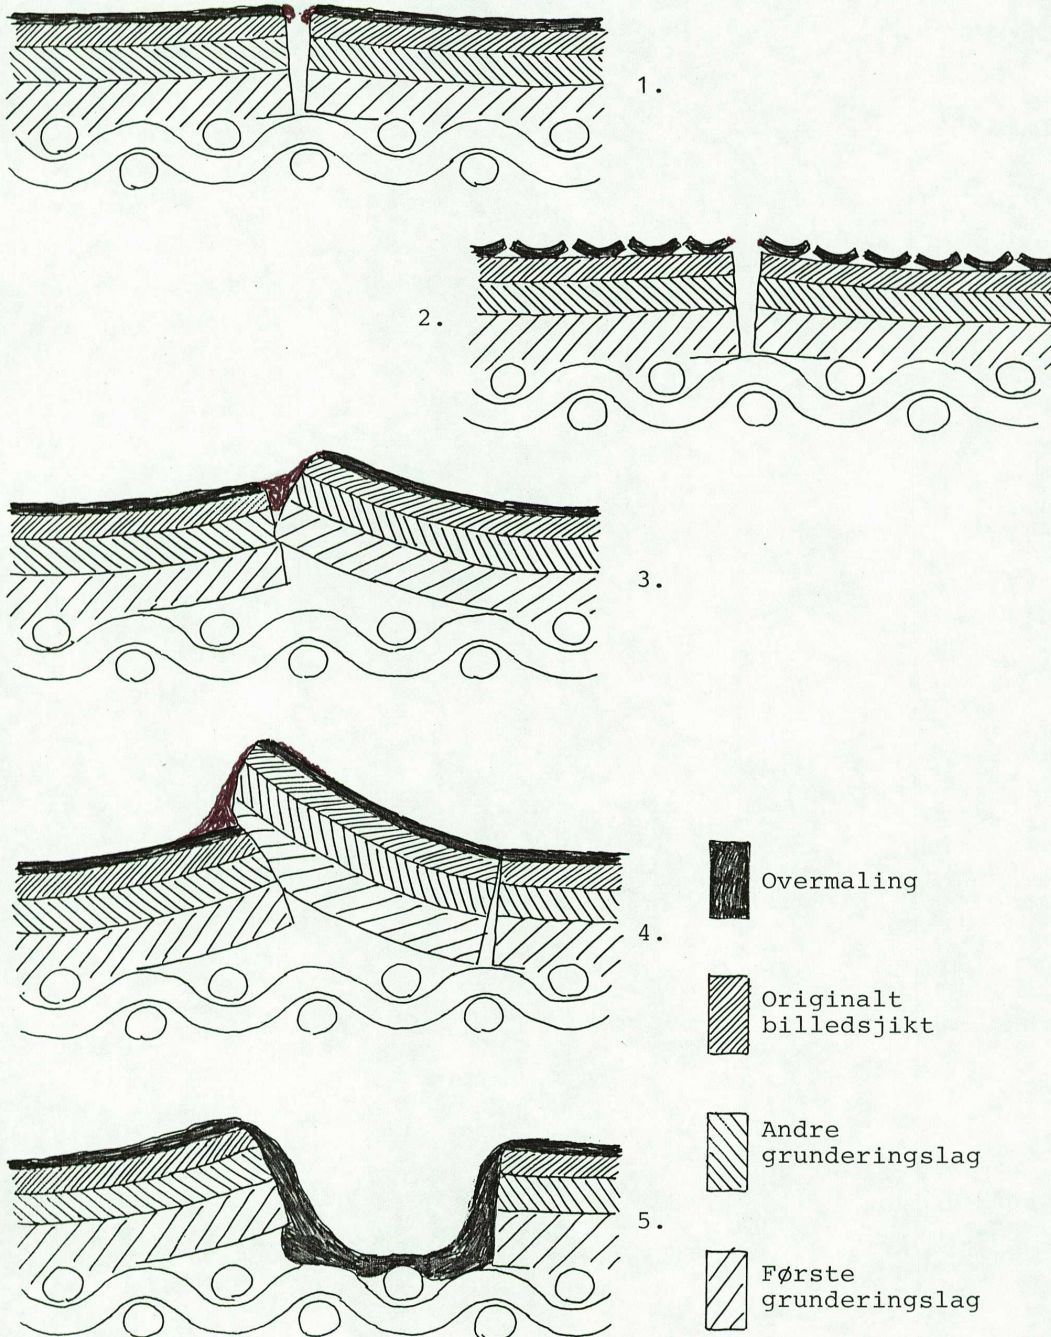 1.
2.
3.
4.
5.
Overmaling
Originalt
billedsjikt
Andre
grunderingslag
Første
grunderingslag